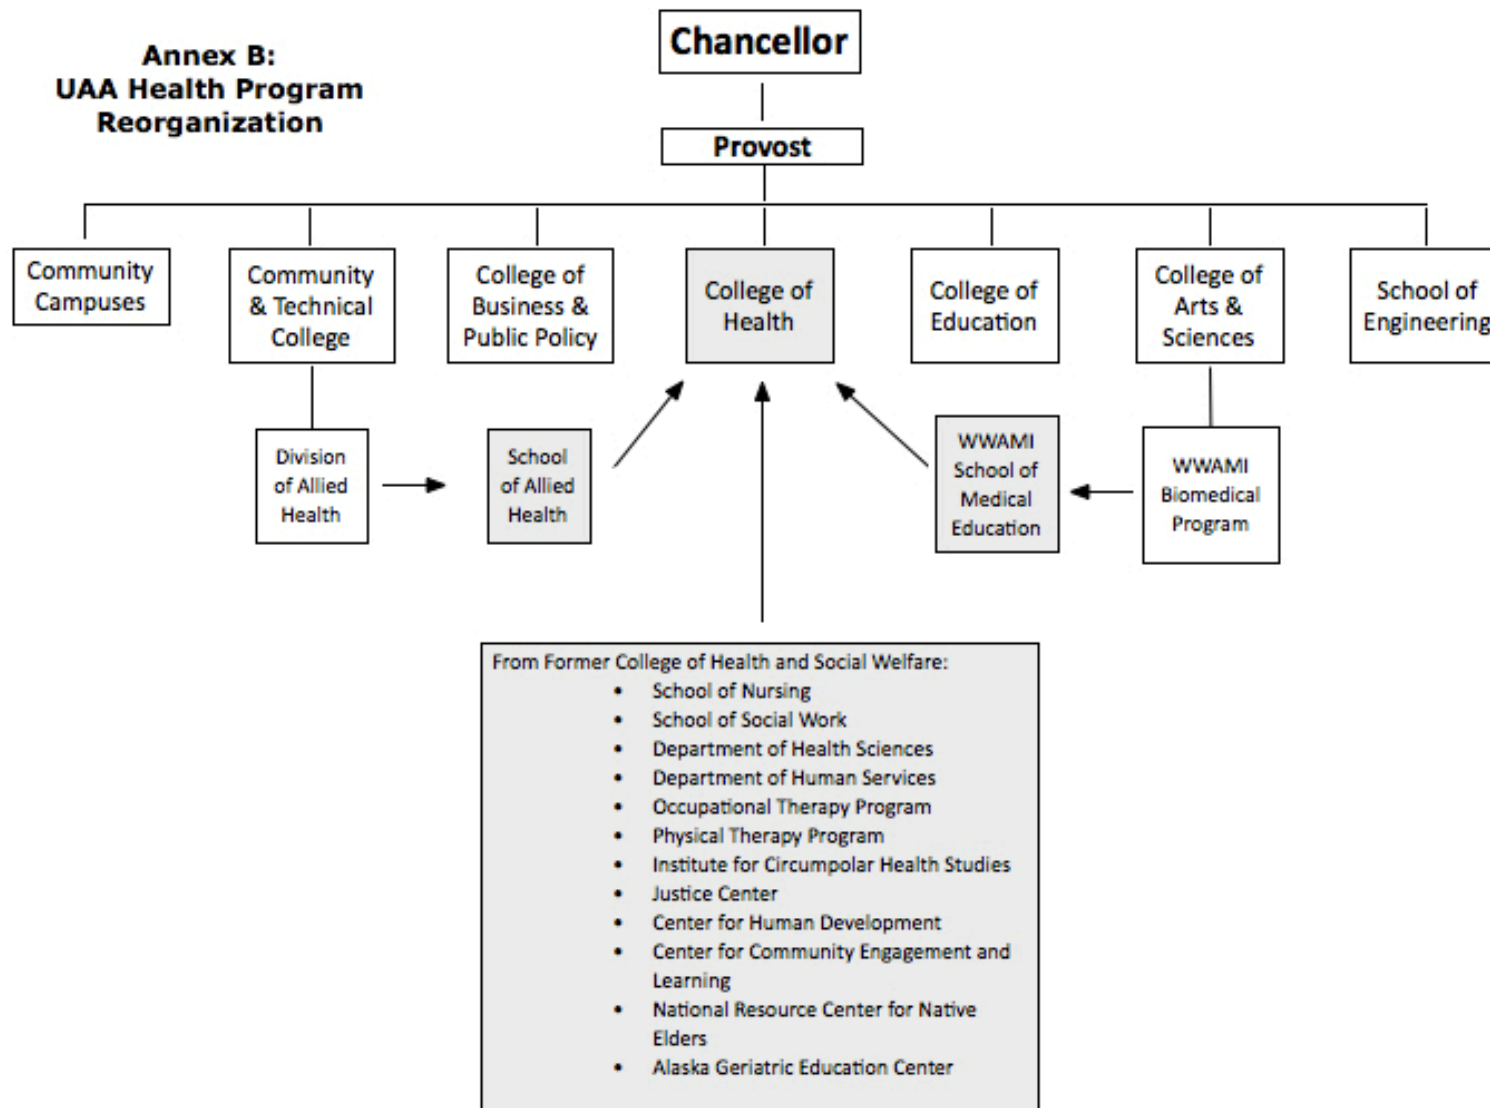 Annex B:
UAA Health Program
Reorganization
Chancellor
Provost
Community
Campuses
Community
& Technical
College
College of
Business &
Public Policy
College of
Health
College of
Education
College of
Arts &
Sciences
School of
Engineering
Division
of Allied
Health
School
of Allied
Health
WWAMI
School of
Medical
Education
WWAMI
Biomedical
Program
From Former College of Health and Social Welfare:
• School of Nursing
• School of Social Work
• Department of Health Sciences
• Department of Human Services
• Occupational Therapy Program
• Physical Therapy Program
• Institute for Circumpolar Health Studies
• Justice Center
• Center for Human Development
• Center for Community Engagement and
Learning
• National Resource Center for Native
Elders
• Alaska Geriatric Education Center